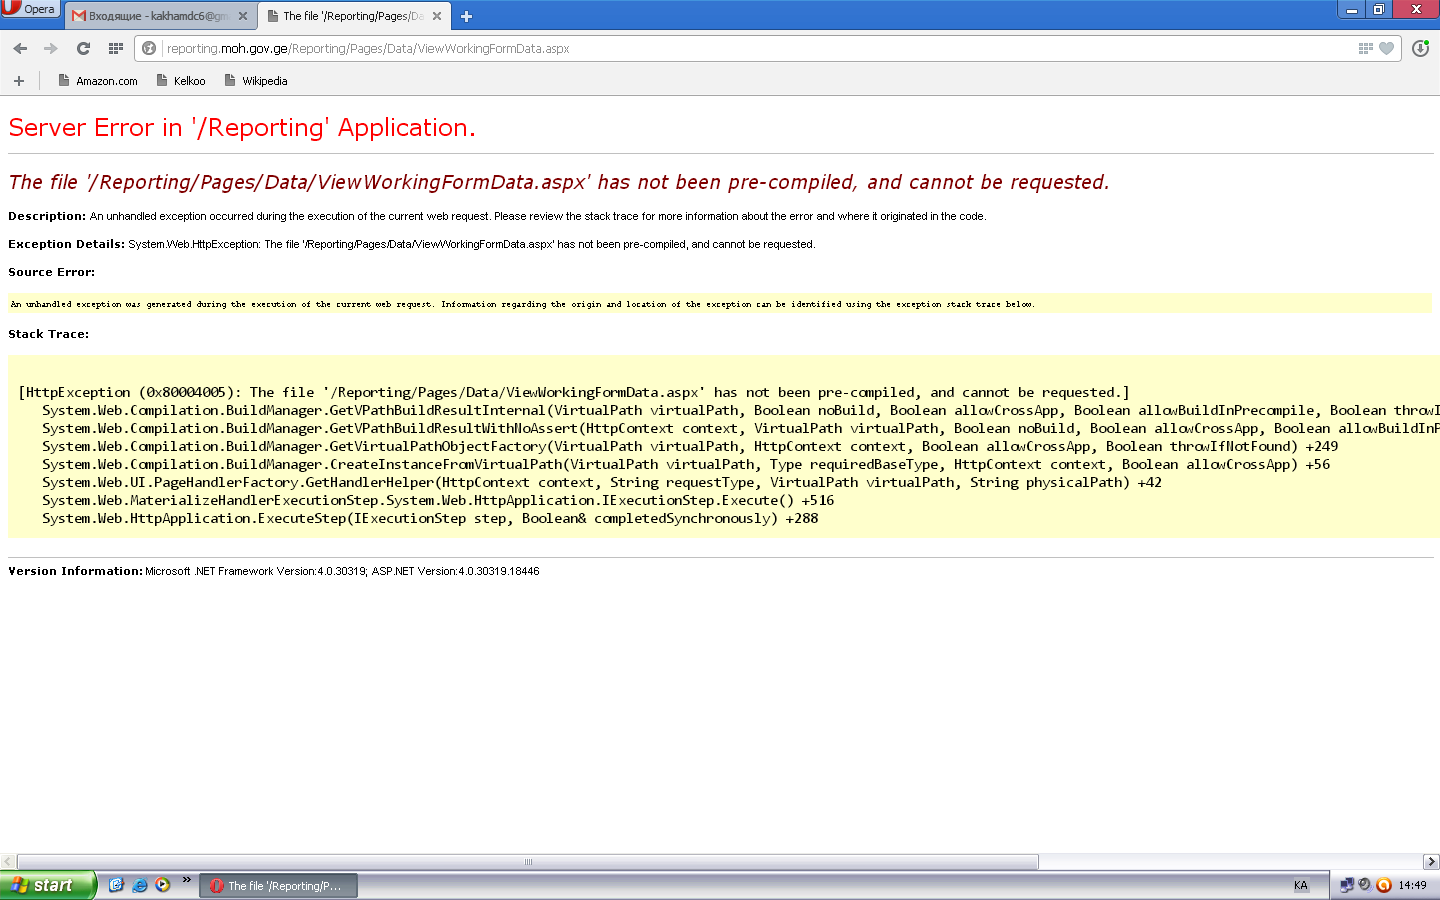 Opera
Входящие - kakhamdc6@gm
The file '/Reporting/Pages/Da
reporting.moh.gov.ge/Reporting/Pages/Data/ViewWorkingFormData.aspx
Amazon.com
Kelkoo
Wikipedia
Server Error in '/Reporting' Application.
The file '/Reporting/Pages/Data/ViewWorkingFormData.aspx' has not been pre-compiled, and cannot be requested.
Description: An unhandled exception occurred during the execution of the current web request. Please review the stack trace for more information about the error and where it originated in the code.
Exception Details: System.Web.HttpException: The file '/Reporting/Pages/Data/ViewWorkingFormData.aspx' has not been pre-compiled, and cannot be requested.
Source Error:
An unhandled exception was generated during the execution of the current web request. Information regarding the origin and location of the exception can be identified using the exception stack trace below.
Stack Trace:
[HttpException (0x80004005): The file '/Reporting/Pages/Data/ViewWorkingFormData.aspx' has not been pre-compiled, and cannot be requested.]
System.Web.Compilation.BuildManager.GetVPathBuildResultInternal(VirtualPath virtualPath, Boolean noBuild, Boolean allowCrossApp, Boolean allowBuildInPrecompile, Boolean throwI
System.Web.Compilation.BuildManager.GetVPathBuildResultWithNoAssert(HttpContext context, VirtualPath virtualPath, Boolean noBuild, Boolean allowCrossApp, Boolean allowBuildInP
System.Web.Compilation.BuildManager.GetVirtualPathObjectFactory(VirtualPath virtualPath, HttpContext context, Boolean allowCrossApp, Boolean throwIfNotFound) +249
System.Web.Compilation.BuildManager.CreateInstanceFromVirtualPath(VirtualPath virtualPath, Type requiredBaseType, HttpContext context, Boolean allowCrossApp) +56
System.Web.UI.PageHandlerFactory.GetHandlerHelper(HttpContext context, String requestType, VirtualPath virtualPath, String physicalPath) +42
System.Web.MaterializeHandlerExecutionStep.System.Web.HttpApplication.IExecutionStep.Execute() +516
System.Web.HttpApplication.ExecuteStep(IExecutionStep step, Boolean& completedSynchronously) +288
Version Information: Microsoft .NET Framework Version:4.0.30319; ASP.NET Version:4.0.30319.18446
start
The file '/Reporting/P...
KA
14:49